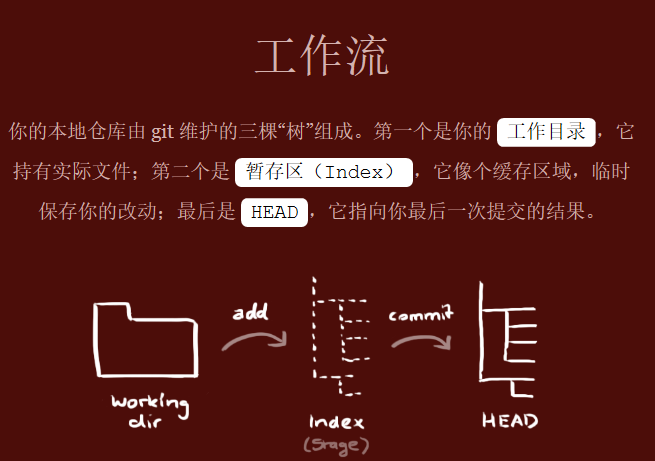 工作流
你的本地仓库由 git 维护的三棵“树”组成。第一个是你的 工作目录，它
持有实际文件；第二个是 暂存区（Index），它像个缓存区域，临时
保存你的改动；最后是 HEAD，它指向你最后一次提交的结果。
add
commit
working
dir
Index
(Stage)
HEAD